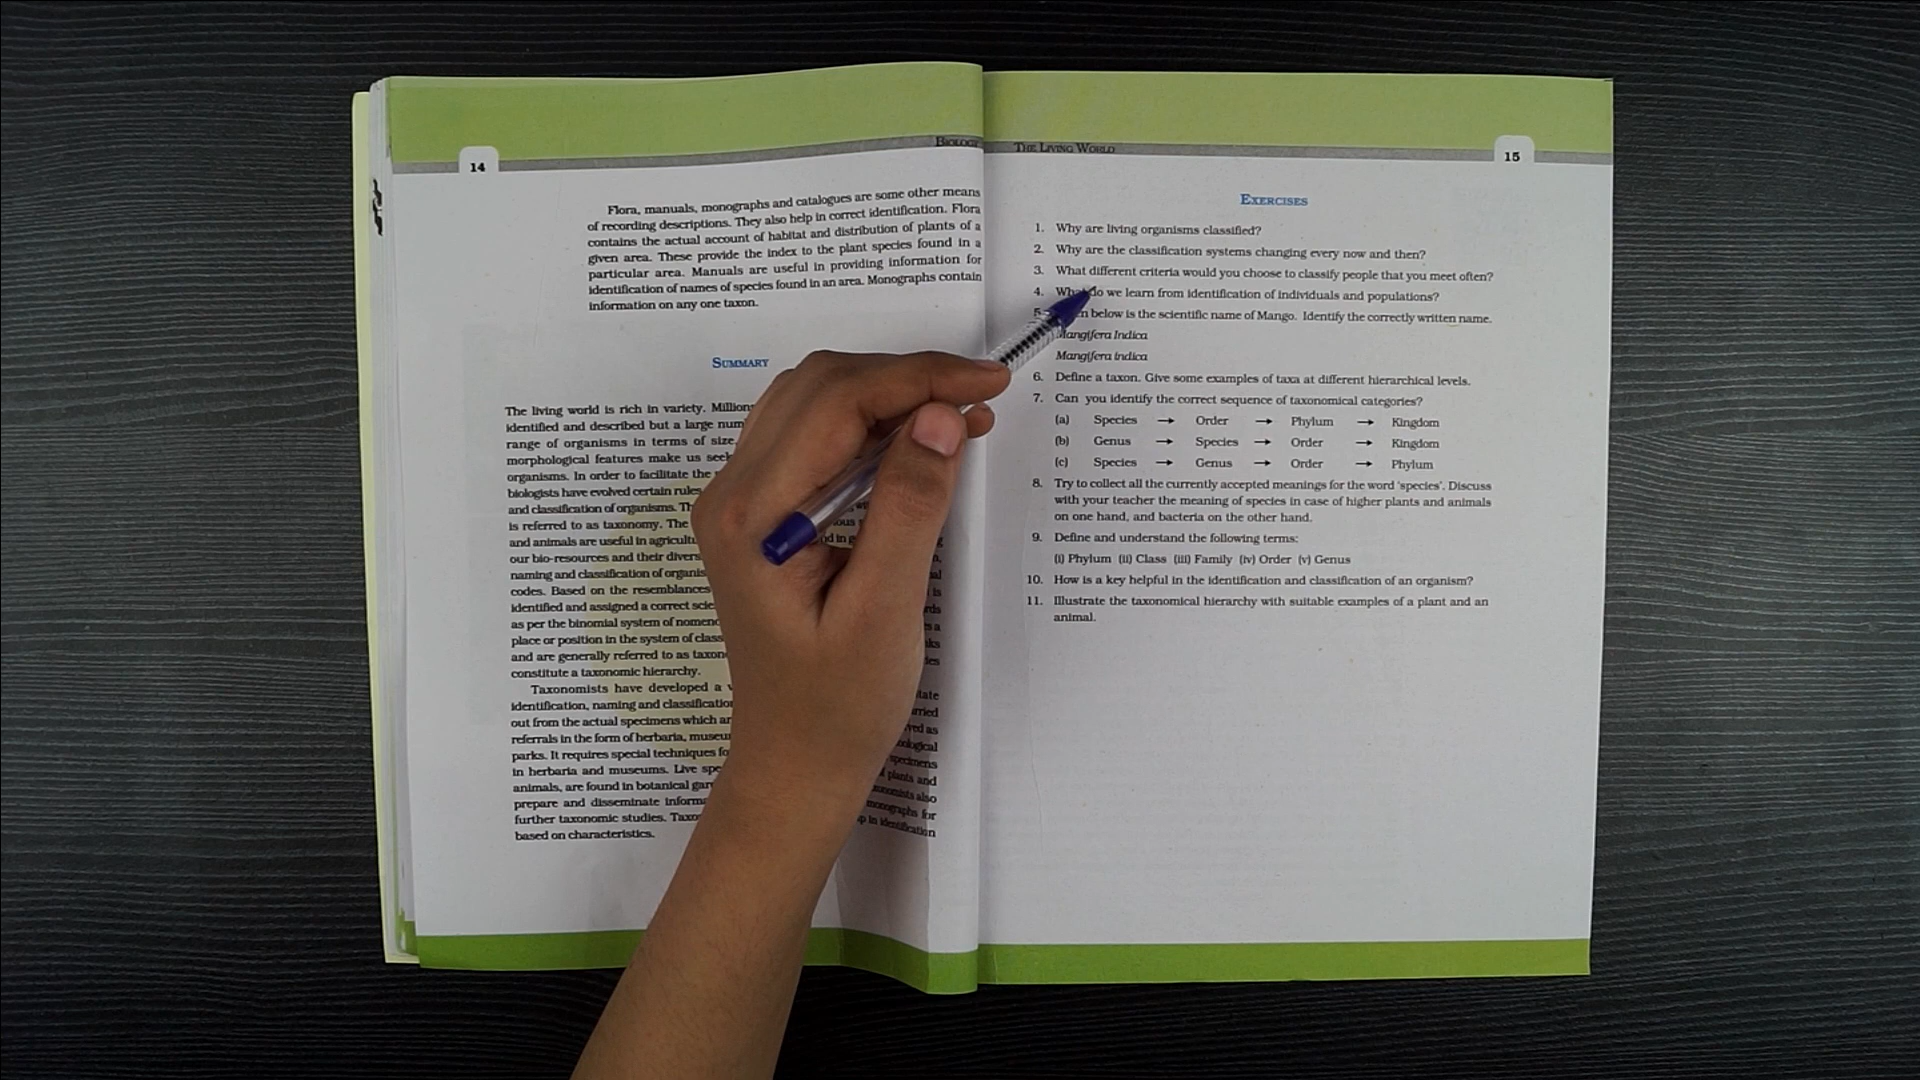 14
BIOLOGY
Flora, manuals, monographs and catalogues are some other means
of recording descriptions. They also help in correct identification. Flora
contains the actual account of habitat and distribution of plants of a
given area. These provide the index to the plant species found in a
particular area. Manuals are useful in providing information for
identification of names of species found in an area. Monographs contain
information on any one taxon.
SUMMARY
The living world is rich in variety.
identified and described but a large
range of organisms in terms of size,
morphological features make us
organisms. In order to facilitate the
biologists have evolved certain rules
and classification of organisms.
is referred to as taxonomy. The
and animals are useful in
our bio-resources and their
naming and classification of
codes. Based on the resemblances
identified and assigned a correct
as per the binomial system of
place or position in the system of
and are generally referred to as
constitute a taxonomic hierarchy.
Taxonomists have developed a
identification, naming and
out from the actual specimens which
referrals in the form of herbaria,
parks. It requires special techniques
in herbaria and museums. Live
animals, are found in botanical
prepare and disseminate
further taxonomic studies.
based on characteristics.
is
a
specimens
plants and
also
monographs for
in identification
THE LIVING WORLD
15
EXERCISES
1. Why are living organisms classified?
2. Why are the classification systems changing every now and then?
3. What different criteria would you choose to classify people that you meet often?
4. What do we learn from identification of individuals and populations?
5. below is the scientific name of Mango. Identify the correctly written name.
Mangifera Indica
Mangifera indica
6. Define a taxon. Give some examples of taxa at different hierarchical levels.
7. Can you identify the correct sequence of taxonomical categories?
(a) Species → Order → Phylum → Kingdom
(b) Genus → Species → Order → Kingdom
(c) Species → Genus → Order → Phylum
8. Try to collect all the currently accepted meanings for the word 'species'. Discuss
with your teacher the meaning of species in case of higher plants and animals
on one hand, and bacteria on the other hand.
9. Define and understand the following terms:
(i) Phylum (ii) Class (iii) Family (iv) Order (v) Genus
10. How is a key helpful in the identification and classification of an organism?
11. Illustrate the taxonomical hierarchy with suitable examples of a plant and an
animal.